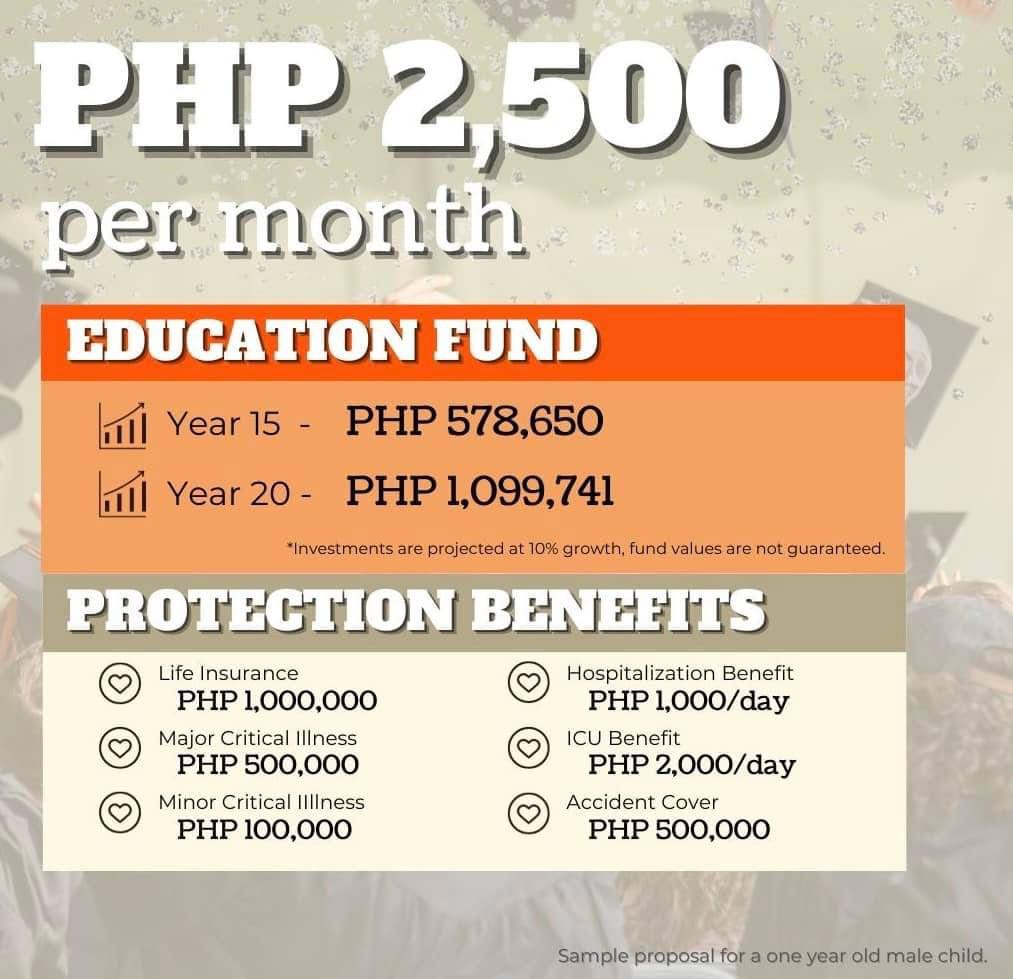 PHP 2,500
per month
EDUCATION FUND
Year 15 - PHP 578,650
Year 20 - PHP 1,099,741
*Investments are projected at 10% growth, fund values are not guaranteed.
PROTECTION BENEFITS
Life Insurance
PHP 1,000,000
Major Critical Illness
PHP 500,000
Minor Critical IIllness
PHP 100,000
Hospitalization Benefit
PHP 1,000/day
ICU Benefit
PHP 2,000/day
Accident Cover
PHP 500,000
Sample proposal for a one year old male child.